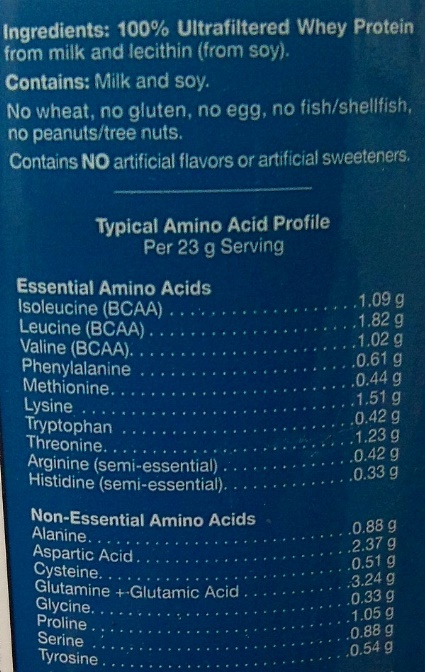 Ingredients: 100% Ultrafiltered Whey Protein
from milk and lecithin (from soy).
Contains: Milk and soy.
No wheat, no gluten, no egg, no fish/shellfish,
no peanuts/tree nuts.
Contains NO artificial flavors or artificial sweeteners.
Typical Amino Acid Profile
Per 23 g Serving
Essential Amino Acids
Isoleucine (BCAA) . . . . . . . . . . . . . . . . . 1.09 g
Leucine (BCAA) . . . . . . . . . . . . . . . . . . 1.82 g
Valine (BCAA). . . . . . . . . . . . . . . . . . . 1.02 g
Phenylalanine . . . . . . . . . . . . . . . . . . . 0.61 g
Methionine. . . . . . . . . . . . . . . . . . . . . 0.44 g
Lysine . . . . . . . . . . . . . . . . . . . . . . . 1.51 g
Tryptophan . . . . . . . . . . . . . . . . . . . . 0.42 g
Threonine. . . . . . . . . . . . . . . . . . . . . 1.23 g
Arginine (semi-essential) . . . . . . . . . . . . 0.42 g
Histidine (semi-essential). . . . . . . . . . . . 0.33 g
Non-Essential Amino Acids
Alanine. . . . . . . . . . . . . . . . . . . . . . 0.88 g
Aspartic Acid . . . . . . . . . . . . . . . . . . 2.37 g
Cysteine. . . . . . . . . . . . . . . . . . . . . 0.51 g
Glutamine + Glutamic Acid . . . . . . . . . . 3.24 g
Glycine. . . . . . . . . . . . . . . . . . . . . . 0.33 g
Proline . . . . . . . . . . . . . . . . . . . . . . 1.05 g
Serine . . . . . . . . . . . . . . . . . . . . . . 0.88 g
Tyrosine . . . . . . . . . . . . . . . . . . . . . 0.54 g